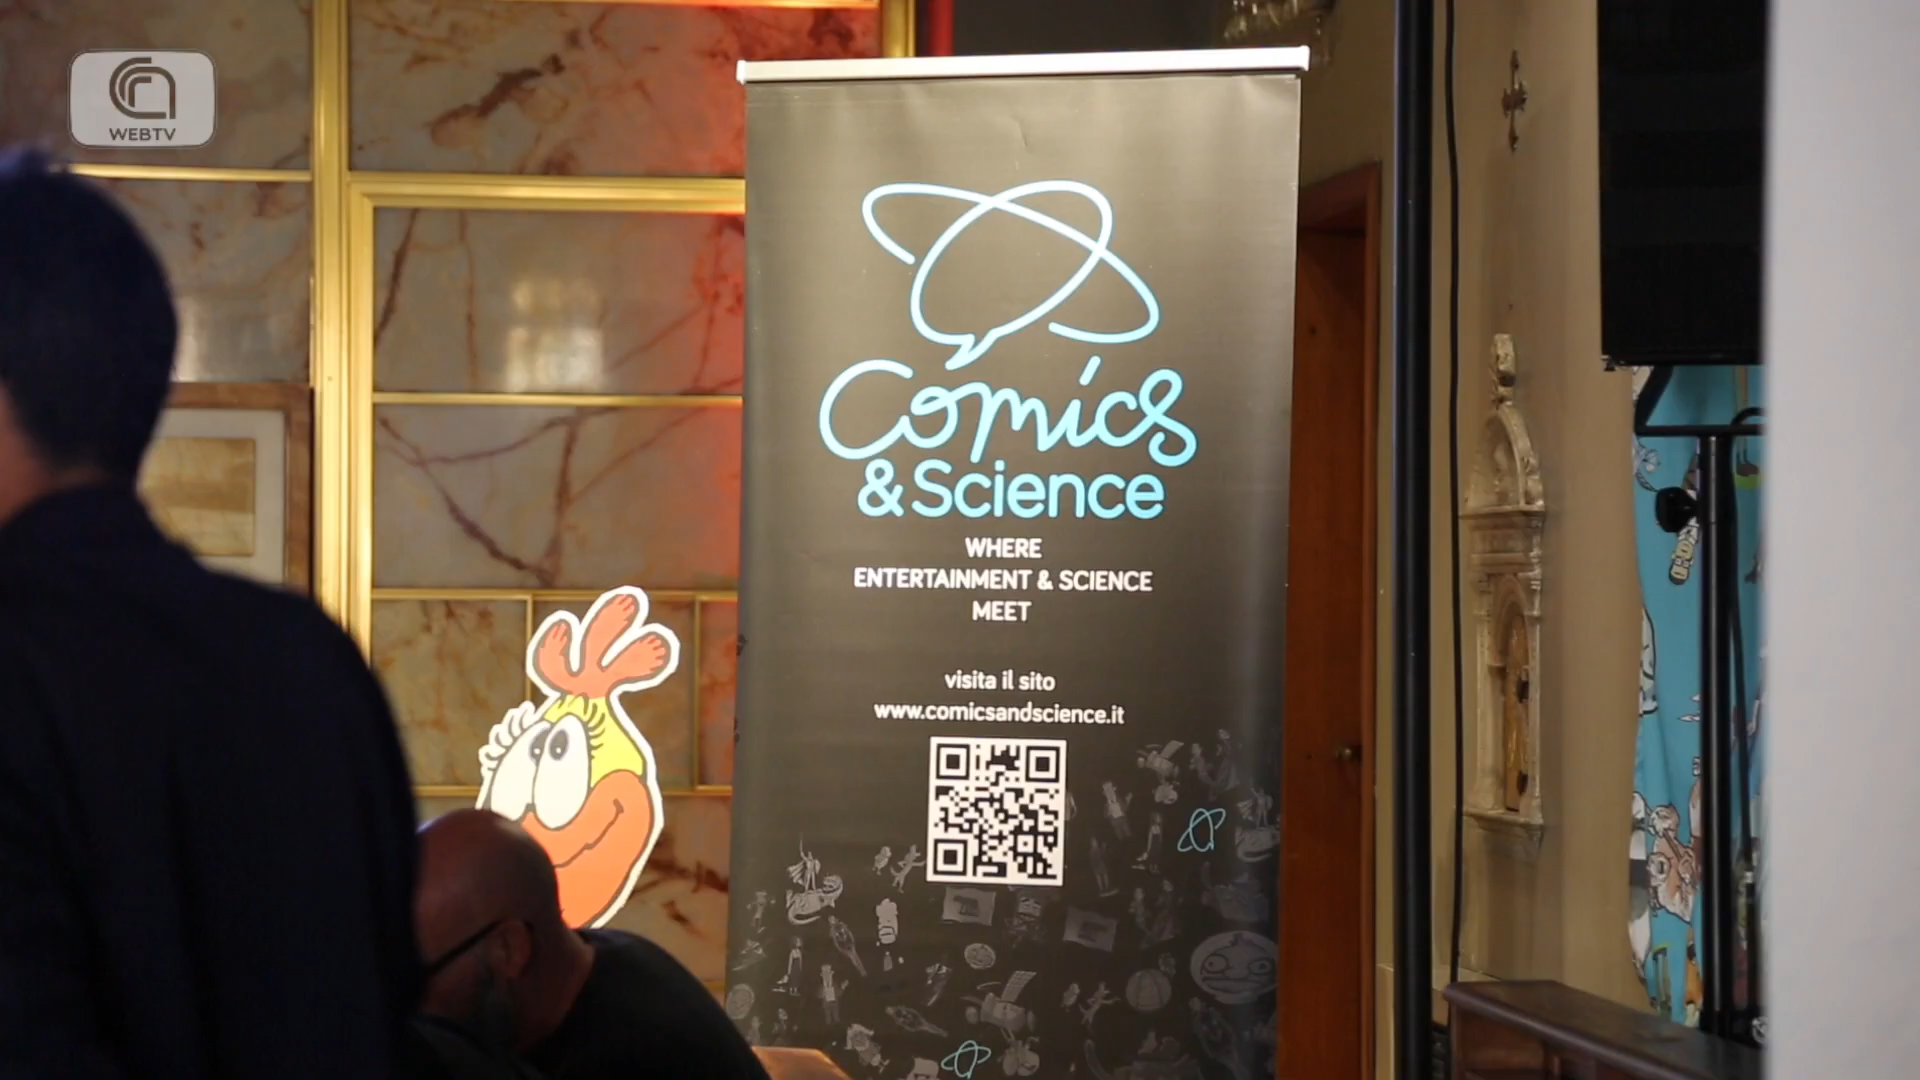 WEBTV
Comics
& Science
WHERE
ENTERTAINMENT & SCIENCE
MEET
visita il sito
www.comicsandscience.it